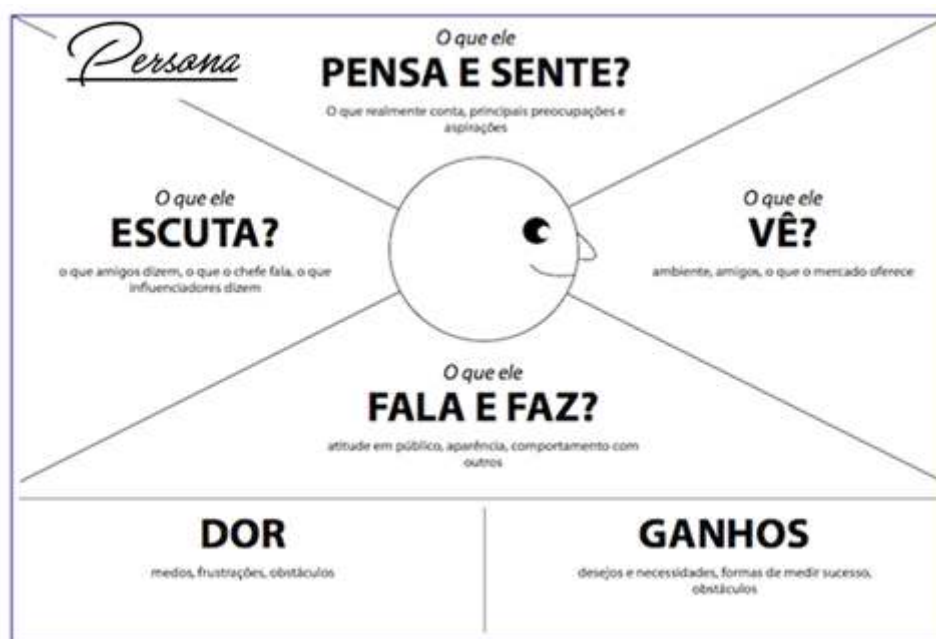 Persona
O que ele
PENSA E SENTE?
O que realmente conta, principais preocupações e
aspirações
O que ele
ESCUTA?
o que amigos dizem, o que o chefe fala, o que
influenciadores dizem
O que ele
VÊ?
ambiente, amigos, o que o mercado oferece
O que ele
FALA E FAZ?
atitude em público, aparência, comportamento com
outros
DOR
medos, frustrações, obstáculos
GANHOS
desejos e necessidades, formas de medir sucesso,
obstáculos